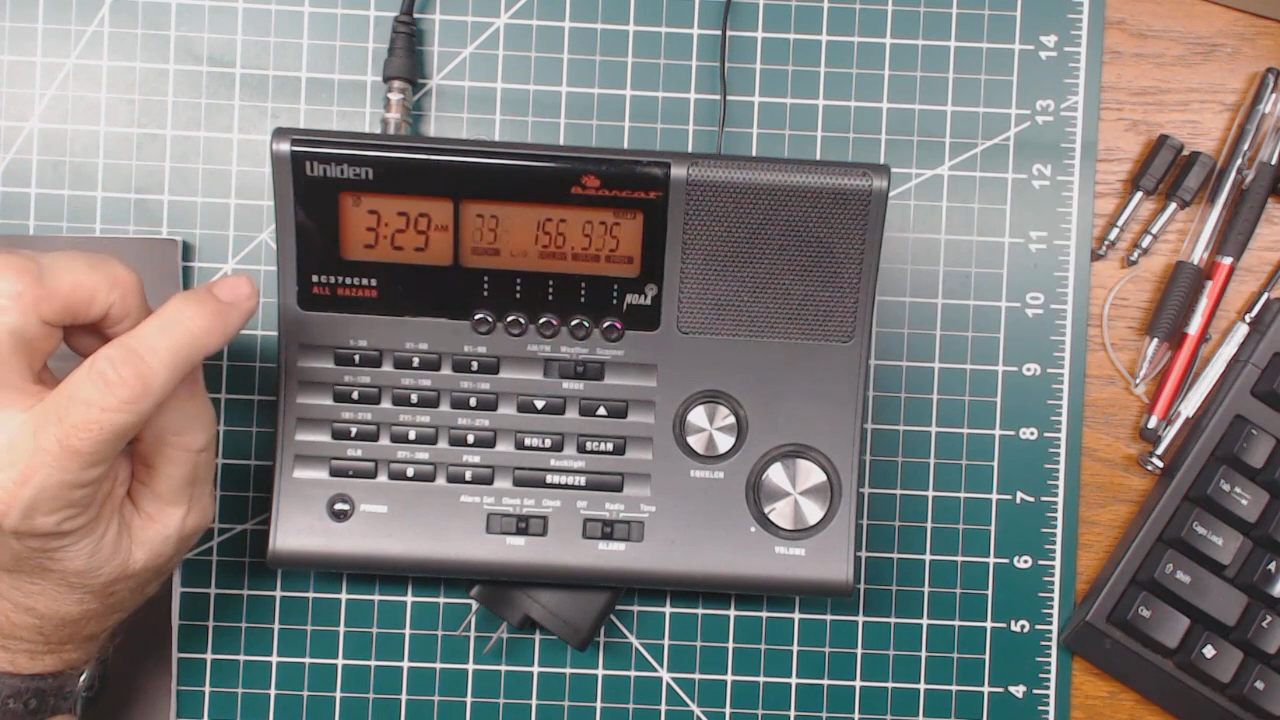 Uniden
Bearcat
3:29 AM
33 156.935
BC370CRS
ALL HAZARD
NOAA
AM/FM Weather Scanner
MODE
1-30 31-60 61-90
1 2 3
91-120 121-150 151-180
4 5 6
181-210 211-240 241-270
7 8 9
HOLD SCAN
CLR 271-300 PGM
. 0 E
Backlight
SNOOZE
POWER
Alarm Set Clock Set Clock
TIME
Off Radio Tone
ALARM
SQUELCH
VOLUME
14
13
12
11
10
9
8
7
6
5
4
Tab
Caps Lock
A
Shift
Z
Ctrl
Alt